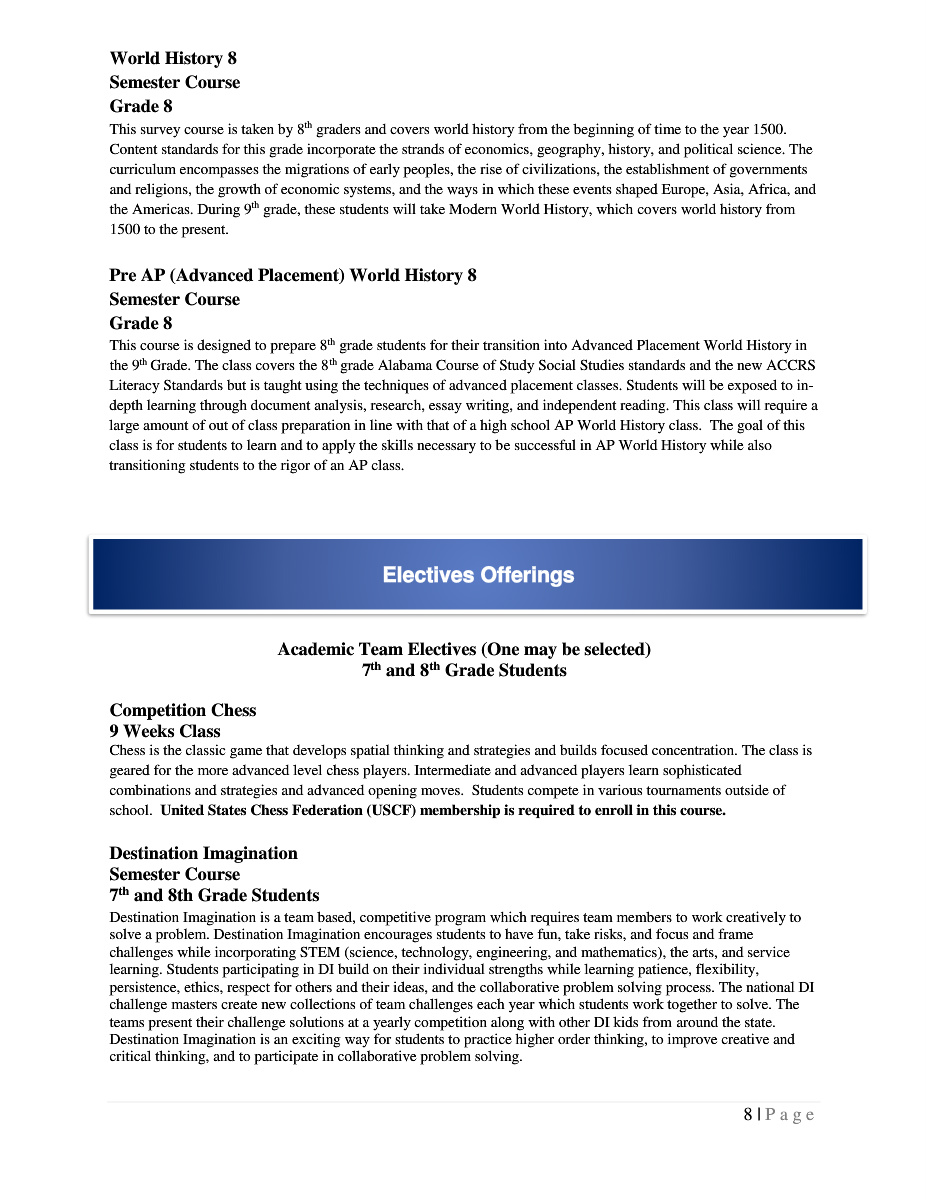 World History 8
Semester Course
Grade 8
This survey course is taken by 8th graders and covers world history from the beginning of time to the year 1500.
Content standards for this grade incorporate the strands of economics, geography, history, and political science. The
curriculum encompasses the migrations of early peoples, the rise of civilizations, the establishment of governments
and religions, the growth of economic systems, and the ways in which these events shaped Europe, Asia, Africa, and
the Americas. During 9th grade, these students will take Modern World History, which covers world history from
1500 to the present.
Pre AP (Advanced Placement) World History 8
Semester Course
Grade 8
This course is designed to prepare 8th grade students for their transition into Advanced Placement World History in
the 9th Grade. The class covers the 8th grade Alabama Course of Study Social Studies standards and the new ACCRS
Literacy Standards but is taught using the techniques of advanced placement classes. Students will be exposed to in-
depth learning through document analysis, research, essay writing, and independent reading. This class will require a
large amount of out of class preparation in line with that of a high school AP World History class.  The goal of this
class is for students to learn and to apply the skills necessary to be successful in AP World History while also
transitioning students to the rigor of an AP class.
Electives Offerings
Academic Team Electives (One may be selected)
7th and 8th Grade Students
Competition Chess
9 Weeks Class
Chess is the classic game that develops spatial thinking and strategies and builds focused concentration. The class is
geared for the more advanced level chess players. Intermediate and advanced players learn sophisticated
combinations and strategies and advanced opening moves.  Students compete in various tournaments outside of
school.  United States Chess Federation (USCF) membership is required to enroll in this course.
Destination Imagination
Semester Course
7th and 8th Grade Students
Destination Imagination is a team based, competitive program which requires team members to work creatively to
solve a problem. Destination Imagination encourages students to have fun, take risks, and focus and frame
challenges while incorporating STEM (science, technology, engineering, and mathematics), the arts, and service
learning. Students participating in DI build on their individual strengths while learning patience, flexibility,
persistence, ethics, respect for others and their ideas, and the collaborative problem solving process. The national DI
challenge masters create new collections of team challenges each year which students work together to solve. The
teams present their challenge solutions at a yearly competition along with other DI kids from around the state.
Destination Imagination is an exciting way for students to practice higher order thinking, to improve creative and
critical thinking, and to participate in collaborative problem solving.
8 | Page